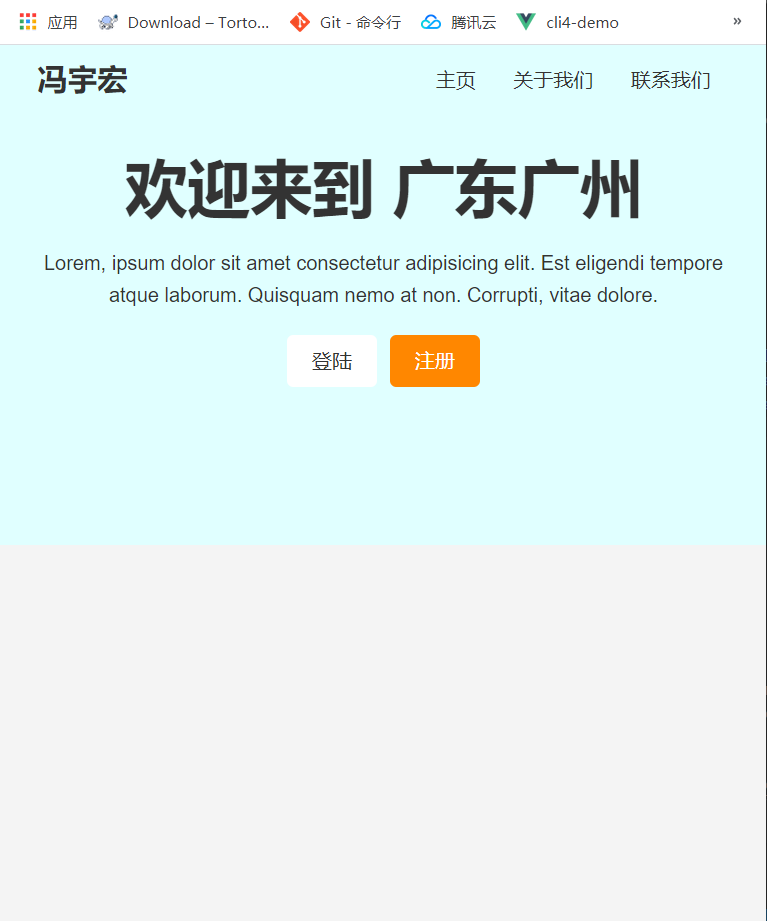 应用 Download – Torto... Git - 命令行 腾讯云 cli4-demo »
冯宇宏 主页 关于我们 联系我们
欢迎来到 广东广州
Lorem, ipsum dolor sit amet consectetur adipisicing elit. Est eligendi tempore
atque laborum. Quisquam nemo at non. Corrupti, vitae dolore.
登陆 注册